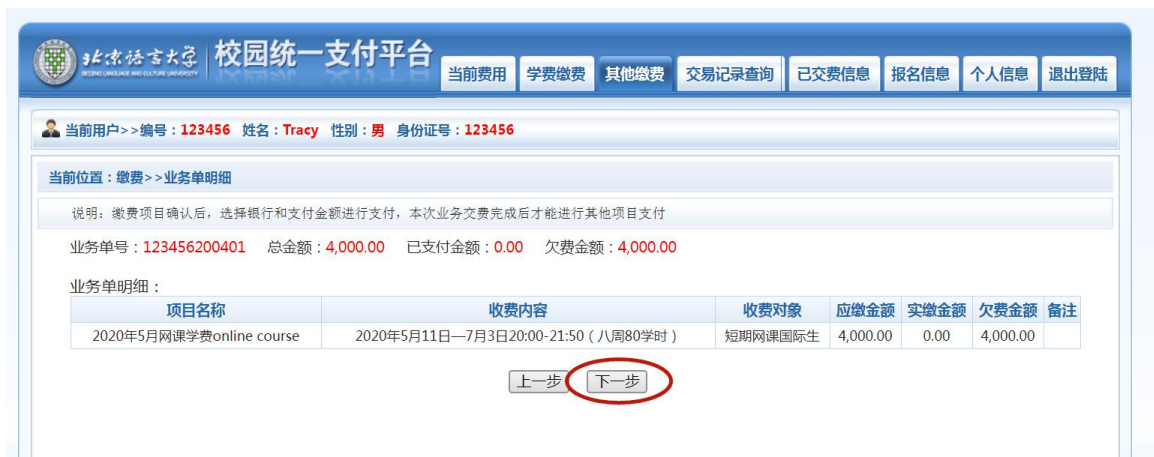 北京语言大学 校园统一支付平台
BEIJING LANGUAGE AND CULTURE UNIVERSITY
当前费用 学费缴费 其他缴费 交易记录查询 已交费信息 报名信息 个人信息 退出登陆
当前用户>>编号：123456 姓名：Tracy 性别：男 身份证号：123456
当前位置：缴费>>业务单明细
说明：缴费项目确认后，选择银行和支付金额进行支付，本次业务交费完成后才能进行其他项目支付
业务单号：123456200401 总金额：4,000.00 已支付金额：0.00 欠费金额：4,000.00
业务单明细：
项目名称 收费内容 收费对象 应缴金额 实缴金额 欠费金额 备注
2020年5月网课学费online course 2020年5月11日—7月3日20:00-21:50（八周80学时） 短期网课国际生 4,000.00 0.00 4,000.00
上一步 下一步